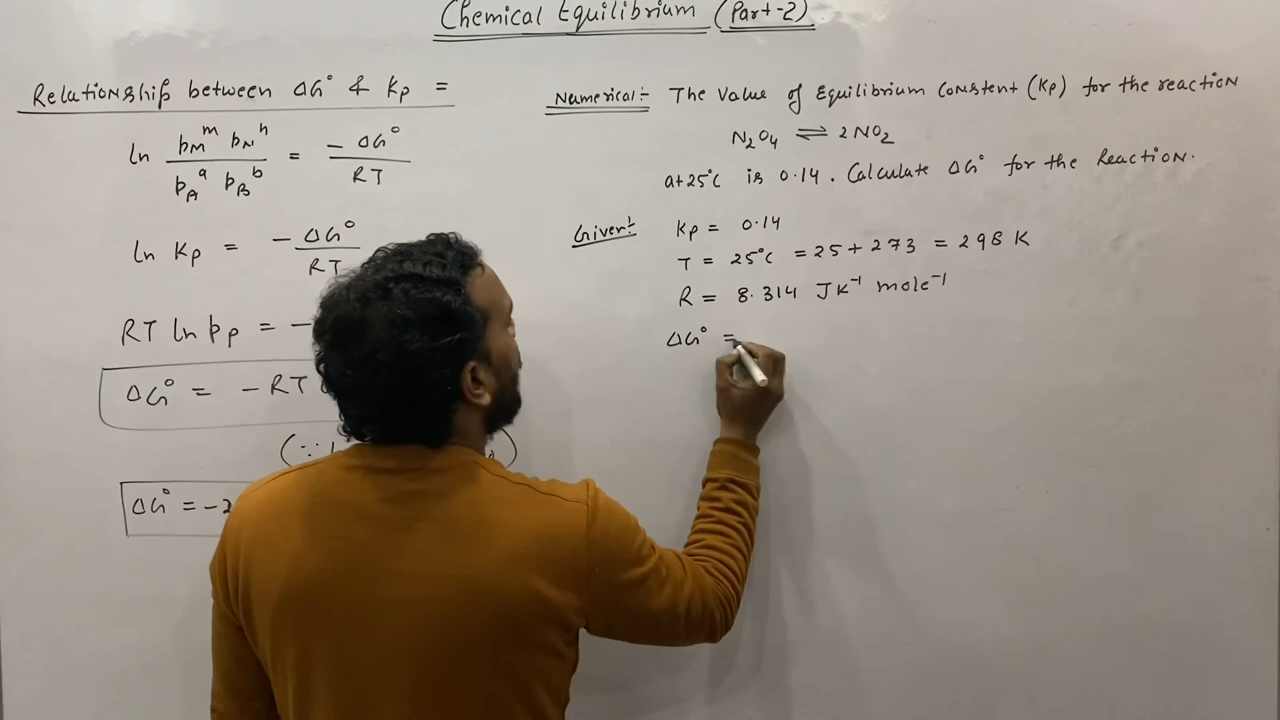 Chemical Equilibrium (Part-2)
Relationship between ΔG° & Kp =
ln pM^m pN^n / pA^a pB^b = -ΔG° / RT
ln Kp = -ΔG° / RT
RT ln Kp = -
ΔG° = -RT
(∵
ΔG° = -2
Numerical:- The Value of Equilibrium Constent (Kp) for the reaction
N2O4 ⇌ 2NO2
at 25°C is 0.14. Calculate ΔG° for the Reaction.
Given:- Kp = 0.14
T = 25°C = 25 + 273 = 298 K
R = 8.314 JK⁻¹ mole⁻¹
ΔG° =